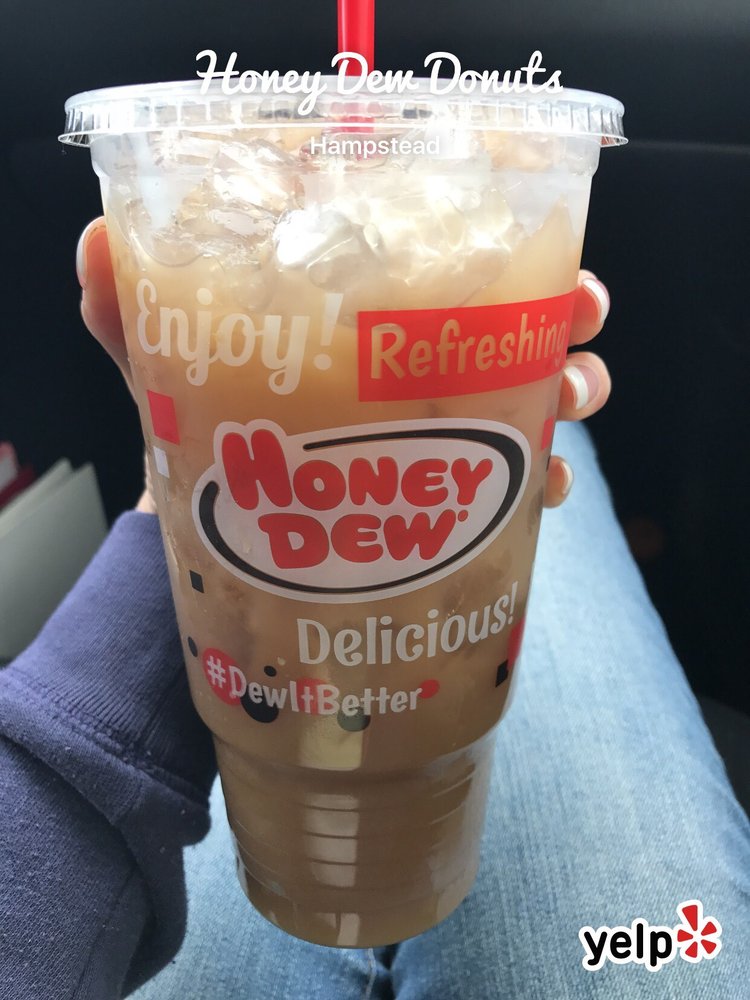 Honey Dew Donuts
Hampstead
Enjoy!
Refreshing
HONEY
DEW
Delicious!
#DewItBetter
yelp